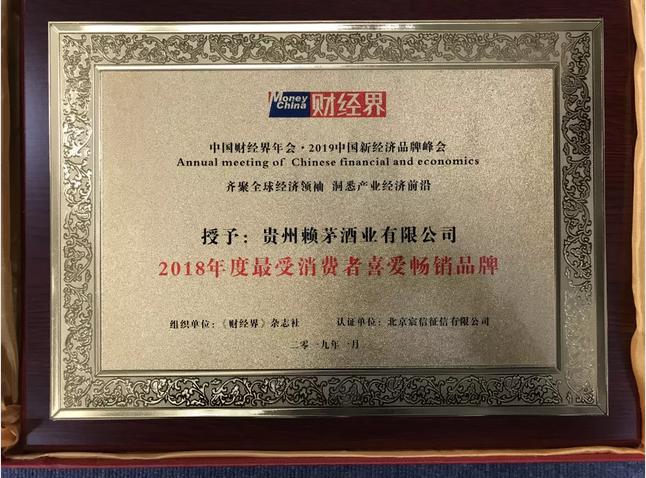 Money China 财经界
中国财经界年会·2019中国新经济品牌峰会
Annual meeting of Chinese financial and economics
齐聚全球经济领袖 洞悉产业经济前沿
授予：贵州赖茅酒业有限公司
2018年度最受消费者喜爱畅销品牌
组织单位：《财经界》杂志社 认证单位：北京宸信征信有限公司
二零一九年一月